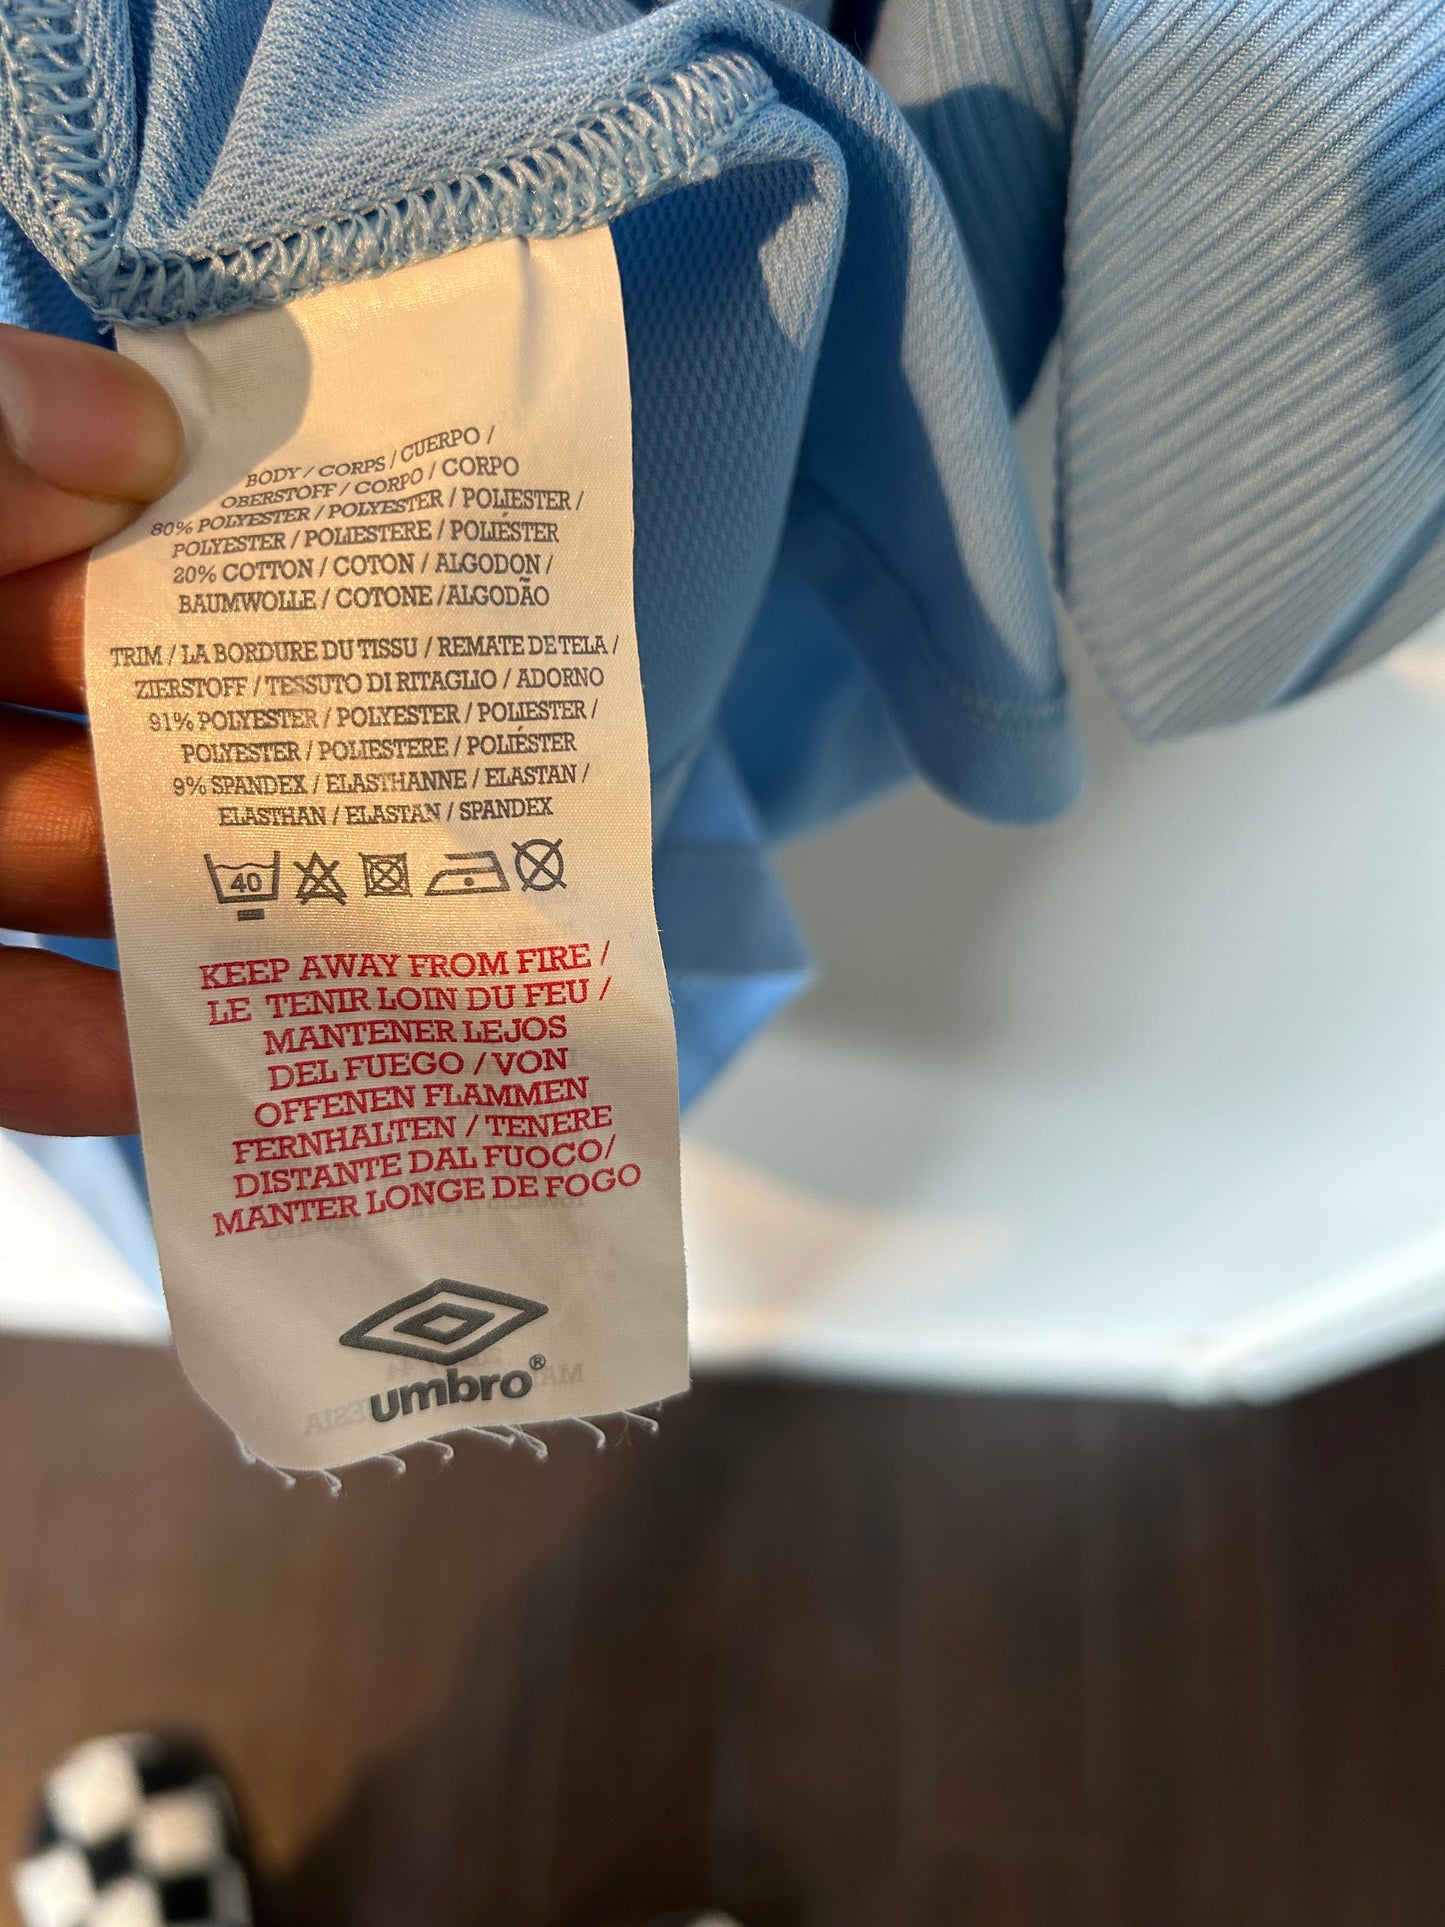 BODY / CORPS / CUERPO /
OBERSTOFF / CORPO / CORPO
80% POLYESTER / POLYESTER / POLIESTER /
POLYESTER / POLIESTERE / POLIÉSTER
20% COTTON / COTON / ALGODON /
BAUMWOLLE / COTONE /ALGODÃO
TRIM / LA BORDURE DU TISSU / REMATE DE TELA /
ZIERSTOFF / TESSUTO DI RITAGLIO / ADORNO
91% POLYESTER / POLYESTER / POLIESTER /
POLYESTER / POLIESTERE / POLIÉSTER
9% SPANDEX / ELASTHANNE / ELASTAN /
ELASTHAN / ELASTAN / SPANDEX
40
KEEP AWAY FROM FIRE /
LE TENIR LOIN DU FEU /
MANTENER LEJOS
DEL FUEGO / VON
OFFENEN FLAMMEN
FERNHALTEN / TENERE
DISTANTE DAL FUOCO/
MANTER LONGE DE FOGO
umbro®